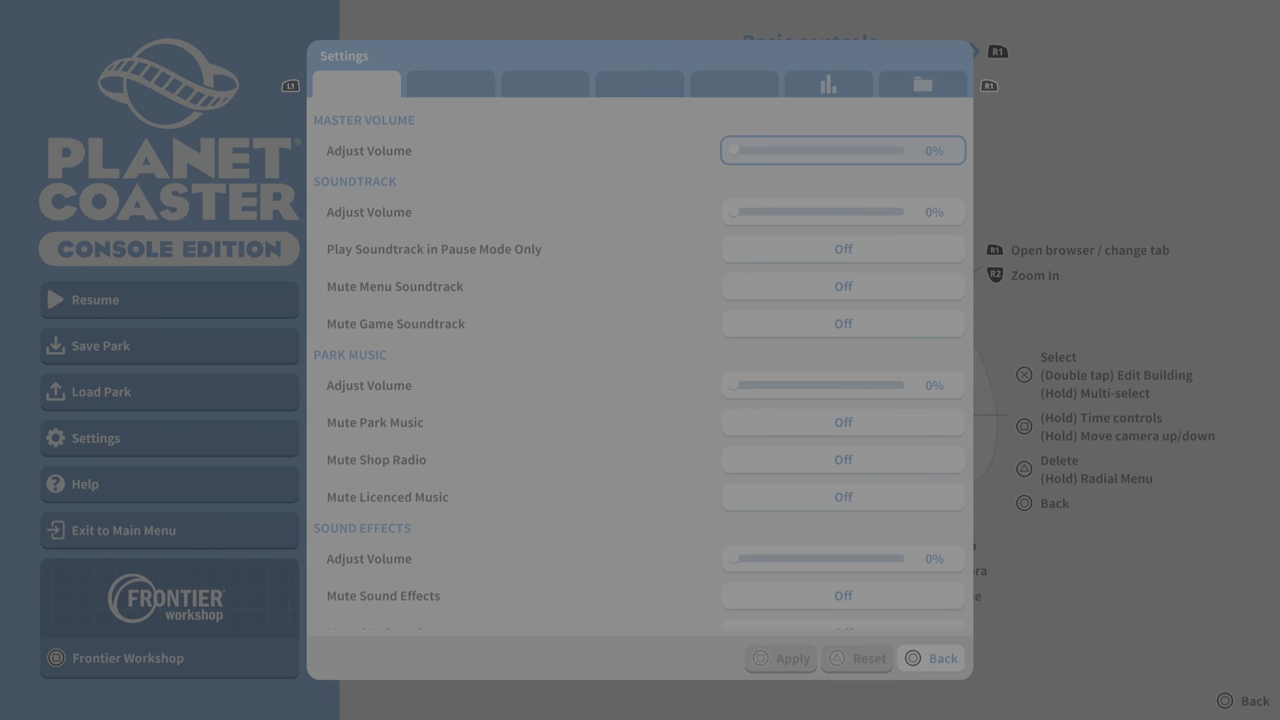 PLANET
COASTER
CONSOLE EDITION
Resume
Save Park
Load Park
Settings
Help
Exit to Main Menu
FRONTIER
workshop
Frontier Workshop
Basic controls
R1
Settings
L1
R1
MASTER VOLUME
Adjust Volume 0%
SOUNDTRACK
Adjust Volume 0%
Play Soundtrack in Pause Mode Only Off
Mute Menu Soundtrack Off
Mute Game Soundtrack Off
PARK MUSIC
Adjust Volume 0%
Mute Park Music Off
Mute Shop Radio Off
Mute Licenced Music Off
SOUND EFFECTS
Adjust Volume 0%
Mute Sound Effects Off
Apply Reset Back
R1 Open browser / change tab
R2 Zoom In
Select
(Double tap) Edit Building
(Hold) Multi-select
(Hold) Time controls
(Hold) Move camera up/down
Delete
(Hold) Radial Menu
Back
Back